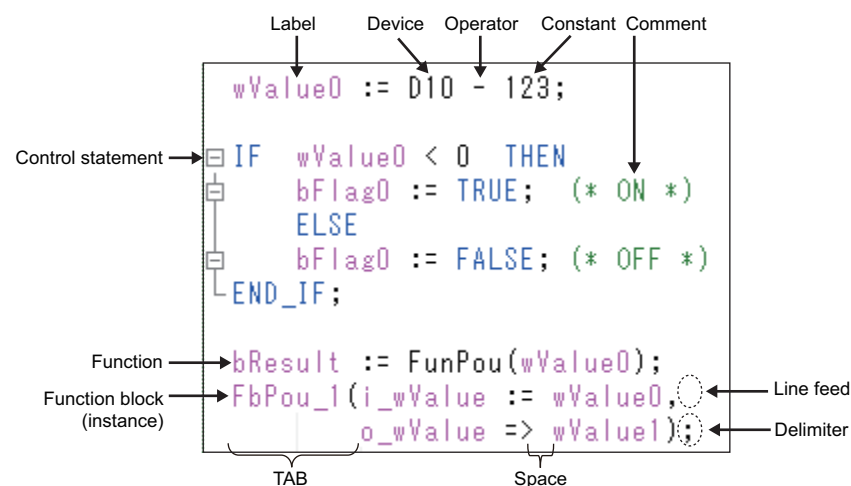 Label Device Operator Constant Comment
wValue0 := D10 - 123;
Control statement IF wValue0 < 0 THEN
bFlag0 := TRUE; (* ON *)
ELSE
bFlag0 := FALSE; (* OFF *)
END_IF;
Function bResult := FunPou(wValue0);
Function block FbPou_1(i_wValue := wValue0, Line feed
(instance)
o_wValue => wValue1); Delimiter
TAB Space